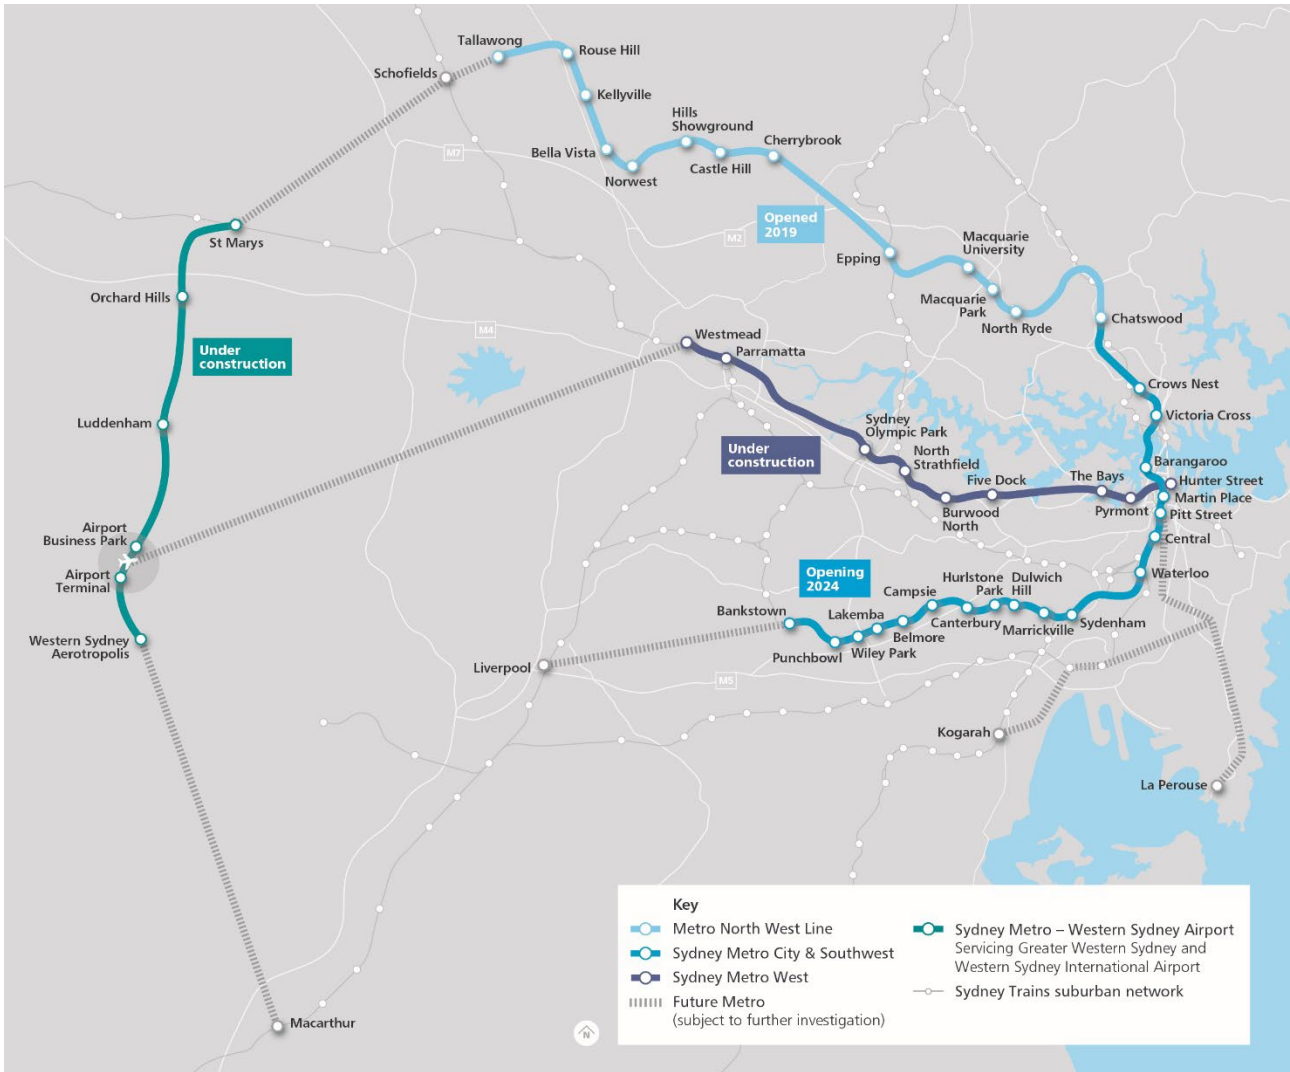 Tallawong
Rouse Hill
Schofields
Kellyville
Hills
Showground
Cherrybrook
M7
Bella Vista
Castle Hill
Norwest
Opened
2019
St Marys
M2
Macquarie
University
Epping
Orchard Hills
Macquarie
Park
North Ryde
Chatswood
M4
Westmead
Under
construction
Parramatta
Crows Nest
Luddenham
Sydney
Olympic Park
Victoria Cross
Under
construction
North
Strathfield
Barangaroo
The Bays
Five Dock
Hunter Street
Martin Place
Burwood
North
Pyrmont
Pitt Street
Airport
Business Park
Central
Airport
Terminal
Opening
2024
Waterloo
Hurlstone
Park
Dulwich
Hill
Campsie
Bankstown
Lakemba
Canterbury
Sydenham
Belmore
Marrickville
Western Sydney
Aerotropolis
Wiley Park
Punchbowl
Liverpool
M5
Kogarah
La Perouse
Macarthur
N
Key
Metro North West Line
Sydney Metro City & Southwest
Sydney Metro West
Future Metro
(subject to further investigation)
Sydney Metro – Western Sydney Airport
Servicing Greater Western Sydney and
Western Sydney International Airport
Sydney Trains suburban network